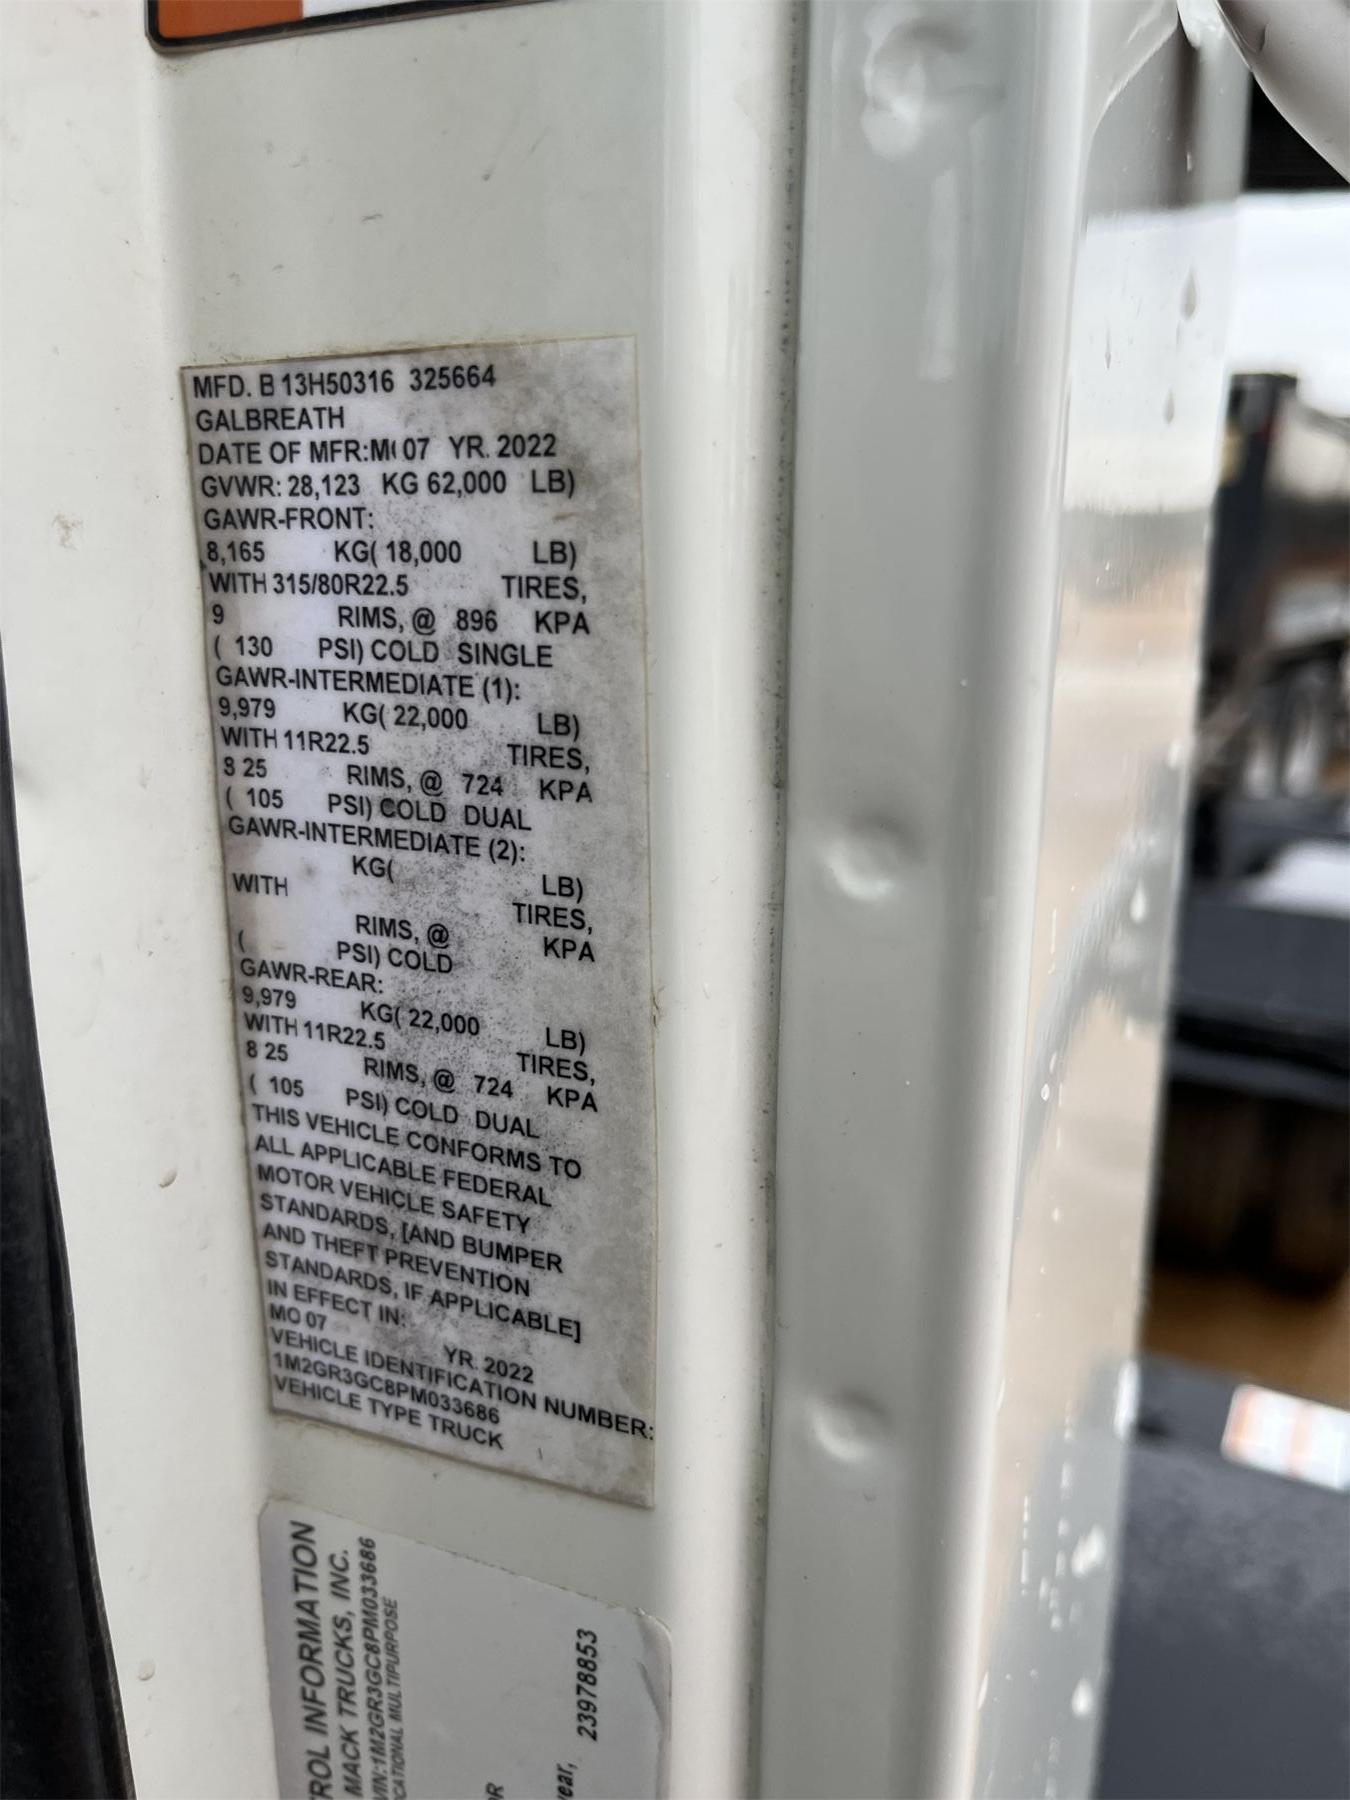 MFD. B 13H50316 325664
GALBREATH
DATE OF MFR:M 07 YR. 2022
GVWR: 28,123 KG 62,000 LB)
GAWR-FRONT:
8,165 KG( 18,000 LB)
WITH 315/80R22.5 TIRES,
9 RIMS, @ 896 KPA
( 130 PSI) COLD SINGLE
GAWR-INTERMEDIATE (1):
9,979 KG( 22,000 LB)
WITH 11R22.5 TIRES,
8 25 RIMS, @ 724 KPA
( 105 PSI) COLD DUAL
GAWR-INTERMEDIATE (2):
KG( LB)
WITH TIRES,
RIMS, @ KPA
( PSI) COLD
GAWR-REAR:
9,979 KG( 22,000 LB)
WITH 11R22.5 TIRES,
8 25 RIMS, @ 724 KPA
( 105 PSI) COLD DUAL
THIS VEHICLE CONFORMS TO
ALL APPLICABLE FEDERAL
MOTOR VEHICLE SAFETY
STANDARDS, [AND BUMPER
AND THEFT PREVENTION
STANDARDS, IF APPLICABLE]
IN EFFECT IN:
MO 07 YR. 2022
VEHICLE IDENTIFICATION NUMBER:
1M2GR3GC8PM033686
VEHICLE TYPE TRUCK
TROL INFORMATION
MACK TRUCKS, INC.
VIN:1M2GR3GC8PM033686
OCATIONAL MULTIPURPOSE
OR
year, 23978853